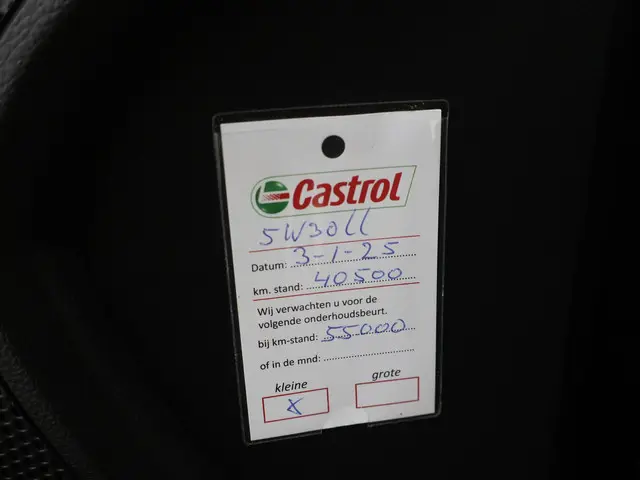 Castrol
5W30LL
Datum: 3-1-25
km. stand: 40500
Wij verwachten u voor de
volgende onderhoudsbeurt.
bij km-stand: 55000
of in de mnd:
kleine grote
x